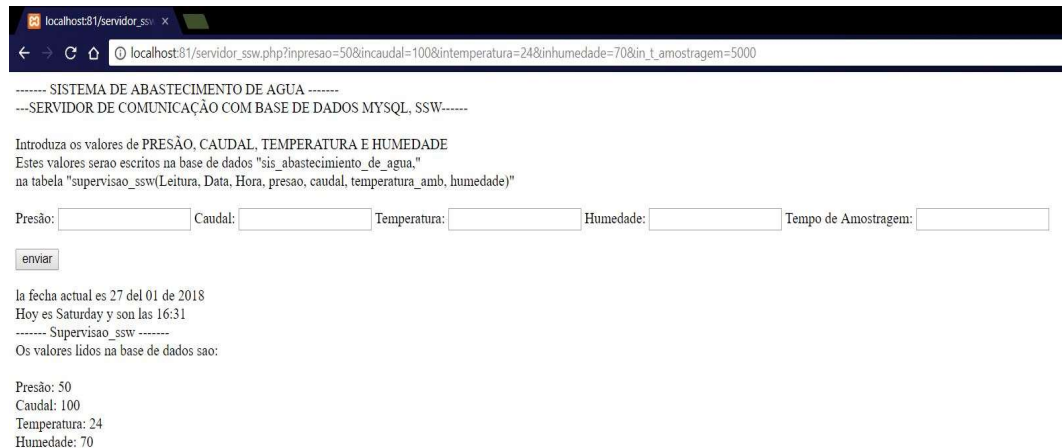 localhost:81/servidor_ssw
localhost:81/servidor_ssw.php?inpresao=50&incaudal=100&intemperatura=24&inhumedade=70&in_t_amostragem=5000
------- SISTEMA DE ABASTECIMENTO DE AGUA -------
---SERVIDOR DE COMUNICAÇÃO COM BASE DE DADOS MYSQL, SSW------
Introduza os valores de PRESÃO, CAUDAL, TEMPERATURA E HUMEDADE
Estes valores serao escritos na base de dados "sis_abastecimiento_de_agua,"
na tabela "supervisao_ssw(Leitura, Data, Hora, presao, caudal, temperatura_amb, humedade)"
Presão: Caudal: Temperatura: Humedade: Tempo de Amostragem:
enviar
la fecha actual es 27 del 01 de 2018
Hoy es Saturday y son las 16:31
------- Supervisao_ssw -------
Os valores lidos na base de dados sao:
Presão: 50
Caudal: 100
Temperatura: 24
Humedade: 70